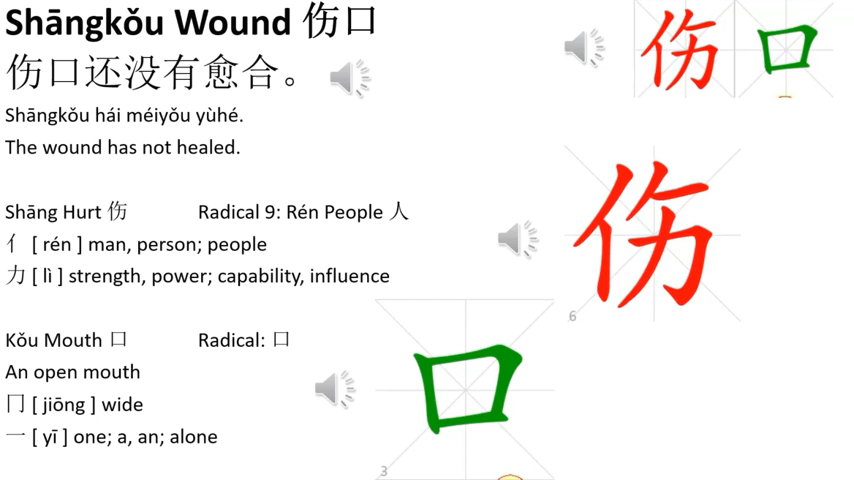 Shāngkǒu Wound 伤口
伤口还没有愈合。
Shāngkǒu hái méiyǒu yùhé.
The wound has not healed.
Shāng Hurt 伤 Radical 9: Rén People 人
亻 [ rén ] man, person; people
力 [ lì ] strength, power; capability, influence
Kǒu Mouth 口 Radical: 口
An open mouth
冂 [ jiōng ] wide
一 [ yī ] one; a, an; alone
伤口
伤
6
口
3